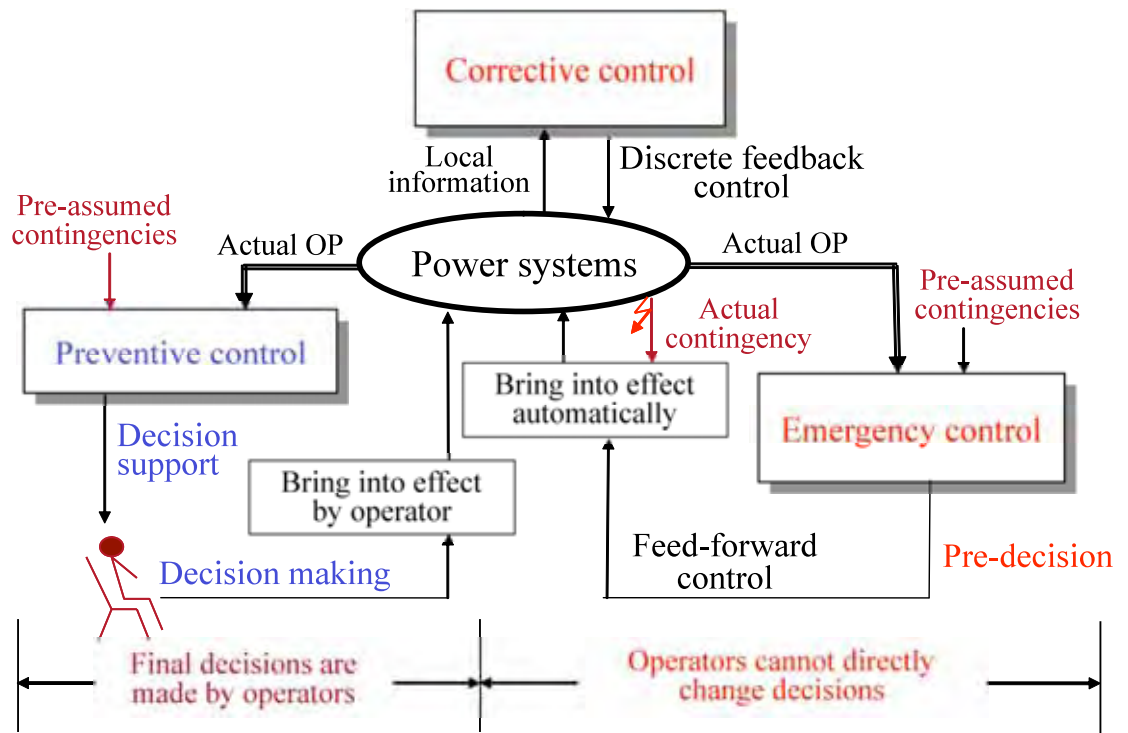 Corrective control
Local
information
Discrete feedback
control
Pre-assumed
contingencies
Actual OP
Power systems
Actual OP
Pre-assumed
contingencies
Actual
contingency
Preventive control
Bring into effect
automatically
Emergency control
Decision
support
Bring into effect
by operator
Decision making
Feed-forward
control
Pre-decision
Final decisions are
made by operators
Operators cannot directly
change decisions